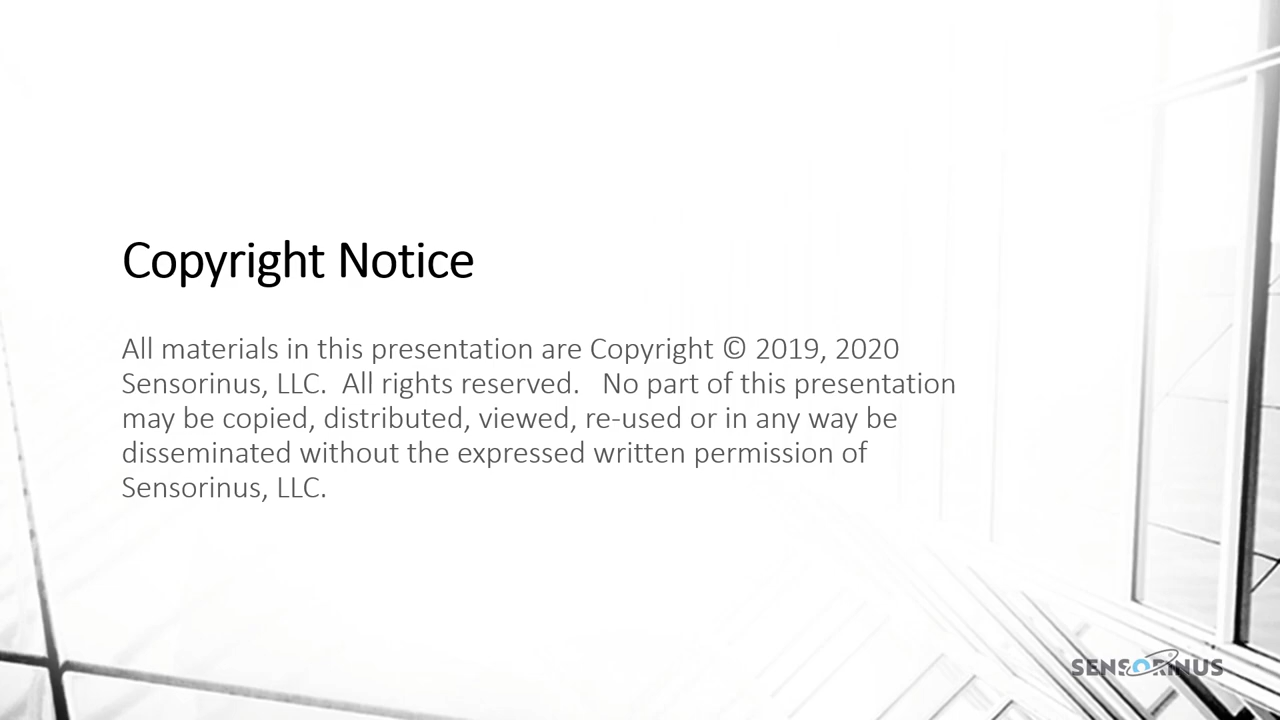 Copyright Notice
All materials in this presentation are Copyright © 2019, 2020
Sensorinus, LLC.  All rights reserved.   No part of this presentation
may be copied, distributed, viewed, re-used or in any way be
disseminated without the expressed written permission of
Sensorinus, LLC.
SENSORINUS